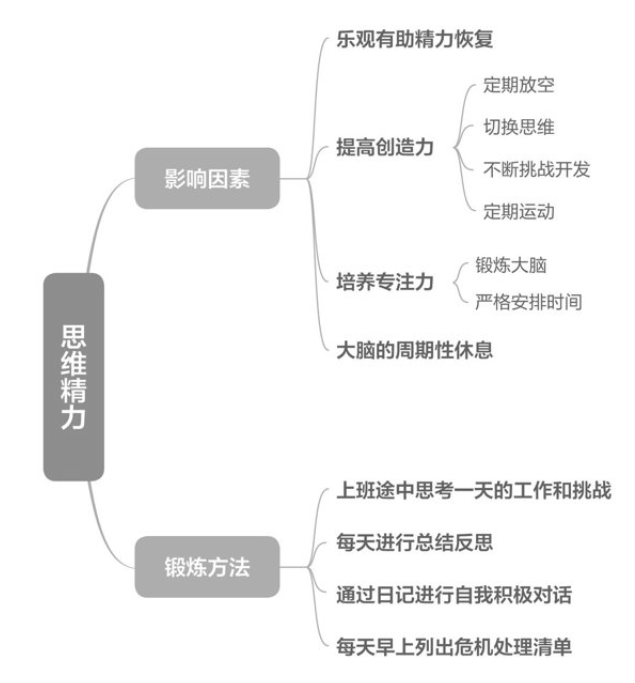 思维精力
影响因素
乐观有助精力恢复
提高创造力
定期放空
切换思维
不断挑战开发
定期运动
培养专注力
锻炼大脑
严格安排时间
大脑的周期性休息
锻炼方法
上班途中思考一天的工作和挑战
每天进行总结反思
通过日记进行自我积极对话
每天早上列出危机处理清单